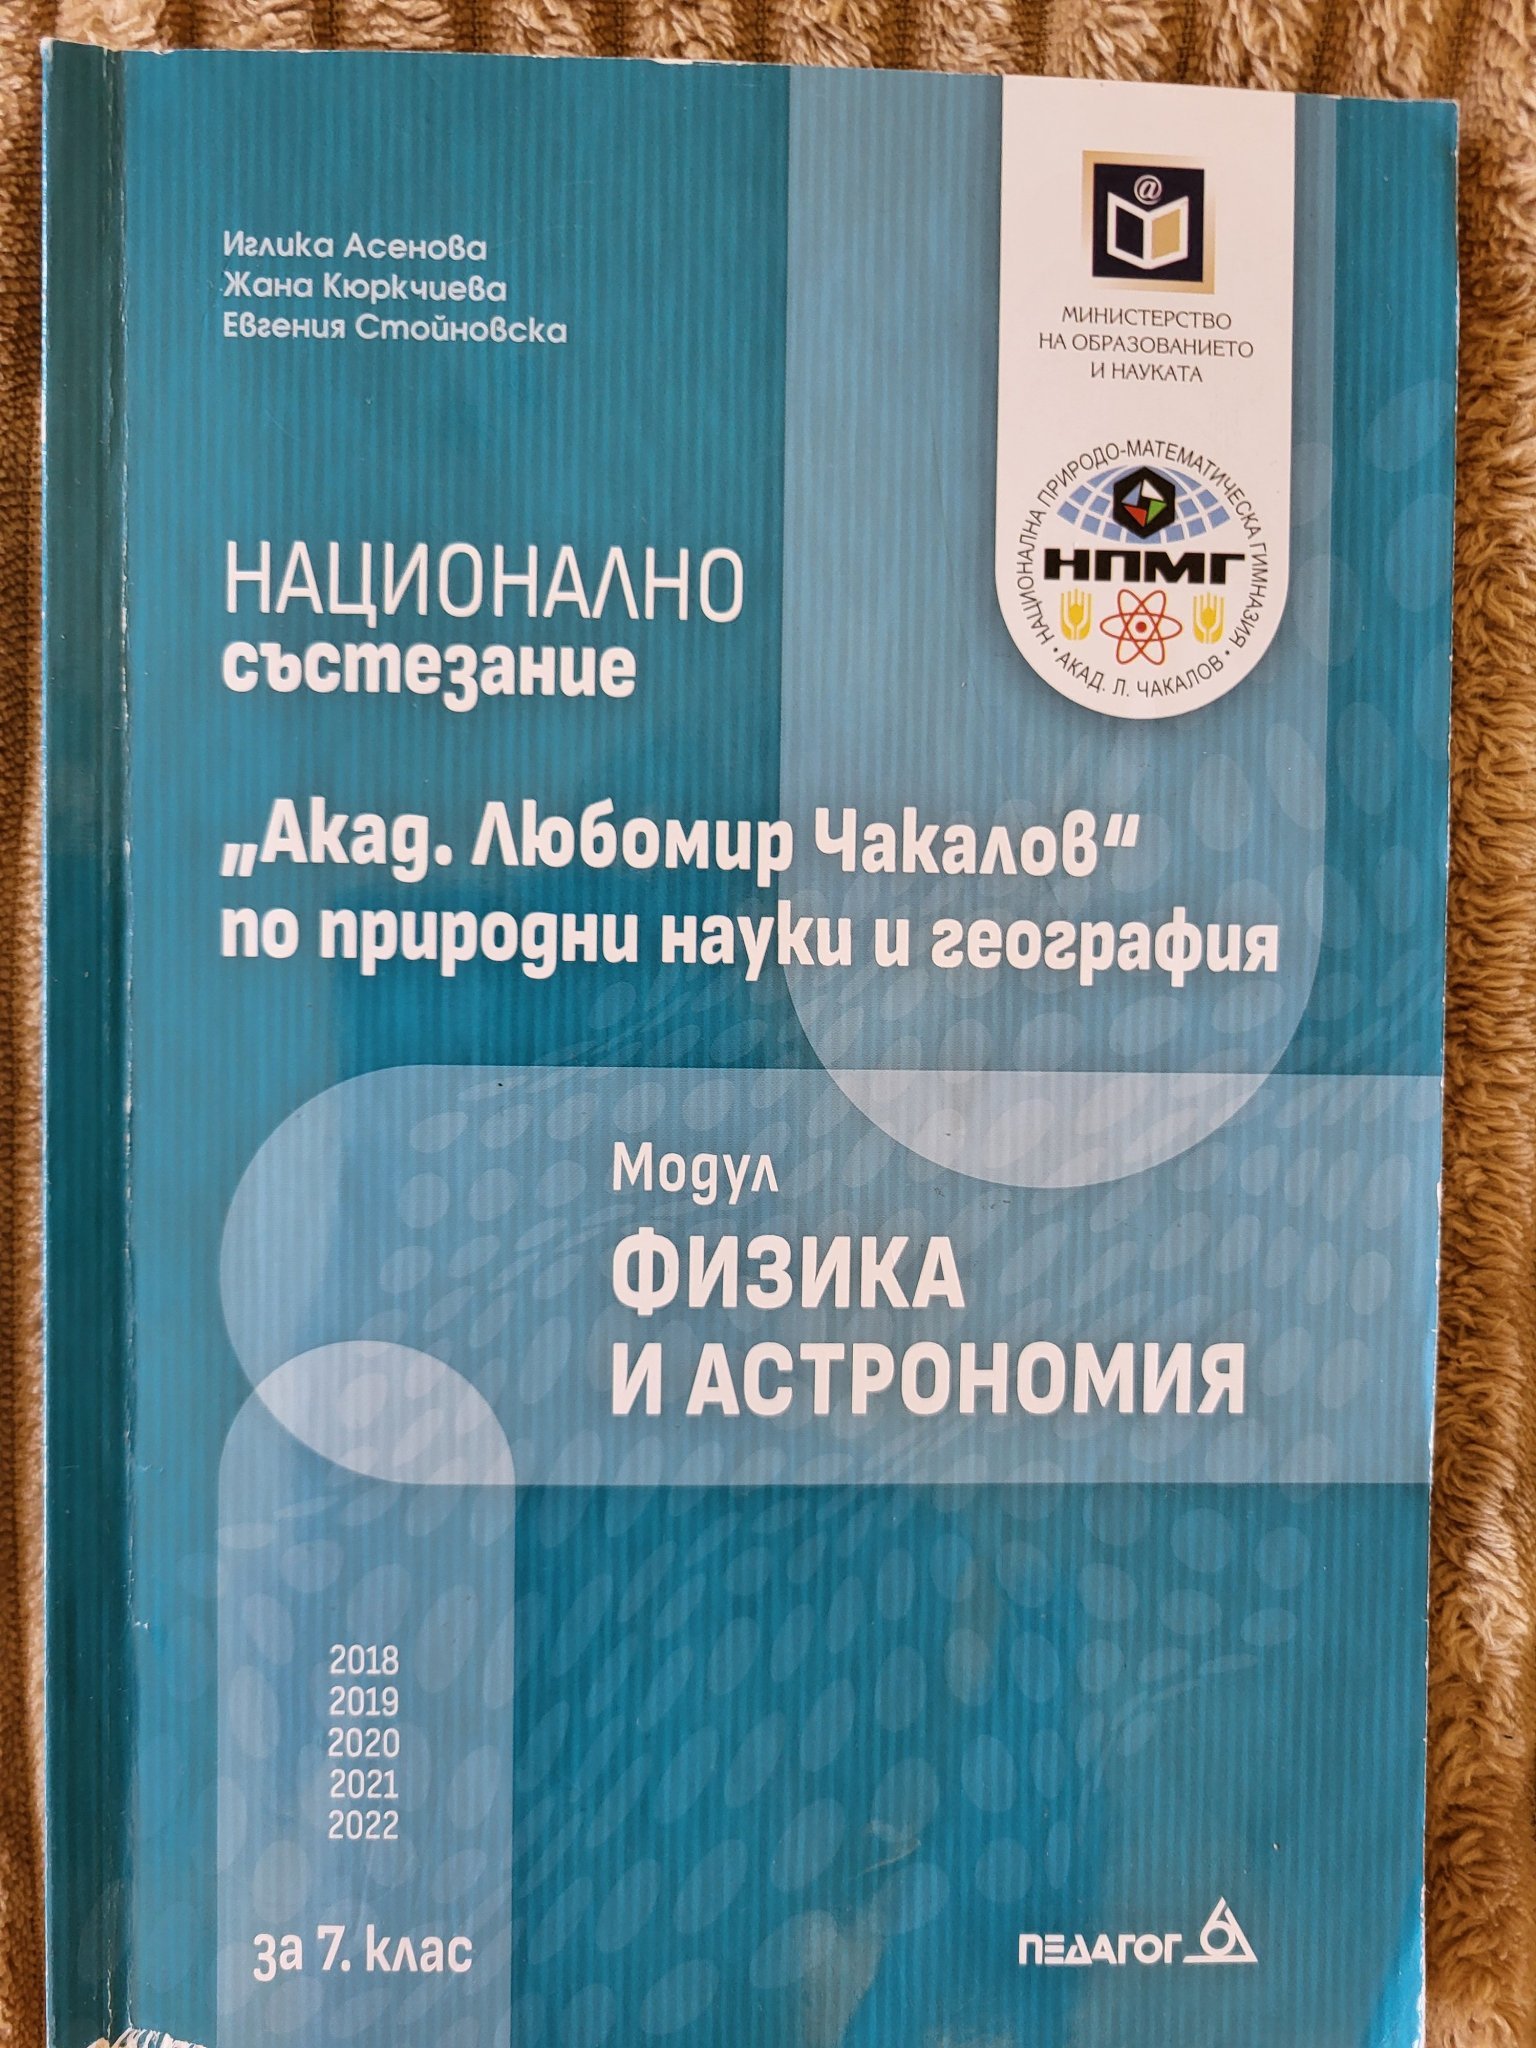 Иглика Асенова
Жана Кюркчиева
Евгения Стойновска
@
МИНИСТЕРСТВО
НА ОБРАЗОВАНИЕТО
И НАУКАТА
НАЦИОНАЛНА ПРИРОДО-МАТЕМАТИЧЕСКА ГИМНАЗИЯ
НПМГ
• АКАД. Л. ЧАКАЛОВ •
НАЦИОНАЛНО
състезание
„Акад. Любомир Чакалов“
по природни науки и география
Модул
ФИЗИКА
И АСТРОНОМИЯ
2018
2019
2020
2021
2022
за 7. клас
ПЕДАГОГ 6